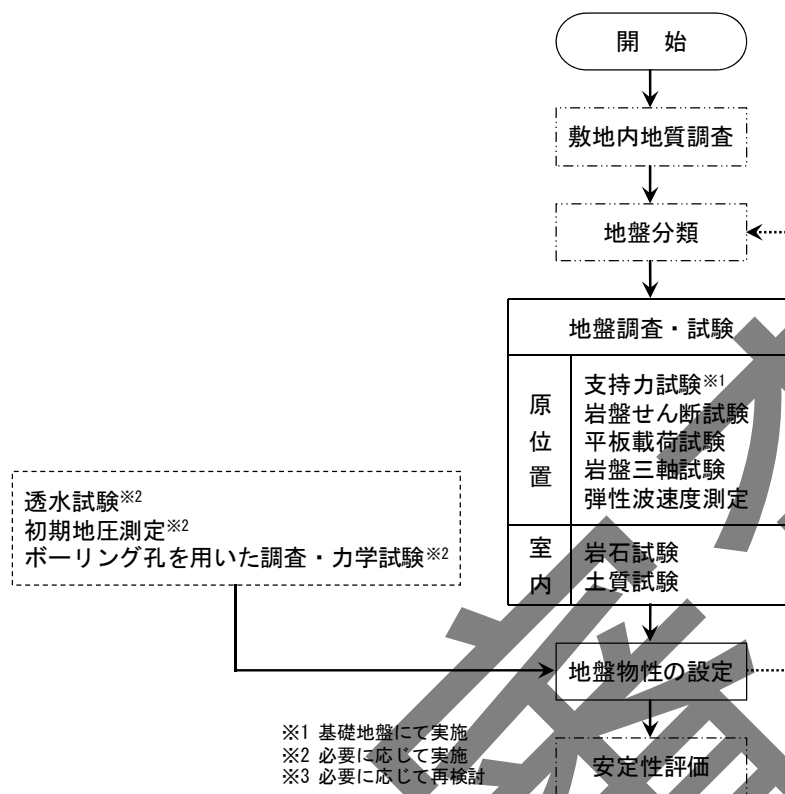 開　始
敷地内地質調査
地盤分類
地盤調査・試験
原位置
支持力試験※1
岩盤せん断試験
平板載荷試験
岩盤三軸試験
弾性波速度測定
室内
岩石試験
土質試験
透水試験※2
初期地圧測定※2
ボーリング孔を用いた調査・力学試験※2
地盤物性の設定
※1 基礎地盤にて実施
※2 必要に応じて実施
※3 必要に応じて再検討
安定性評価